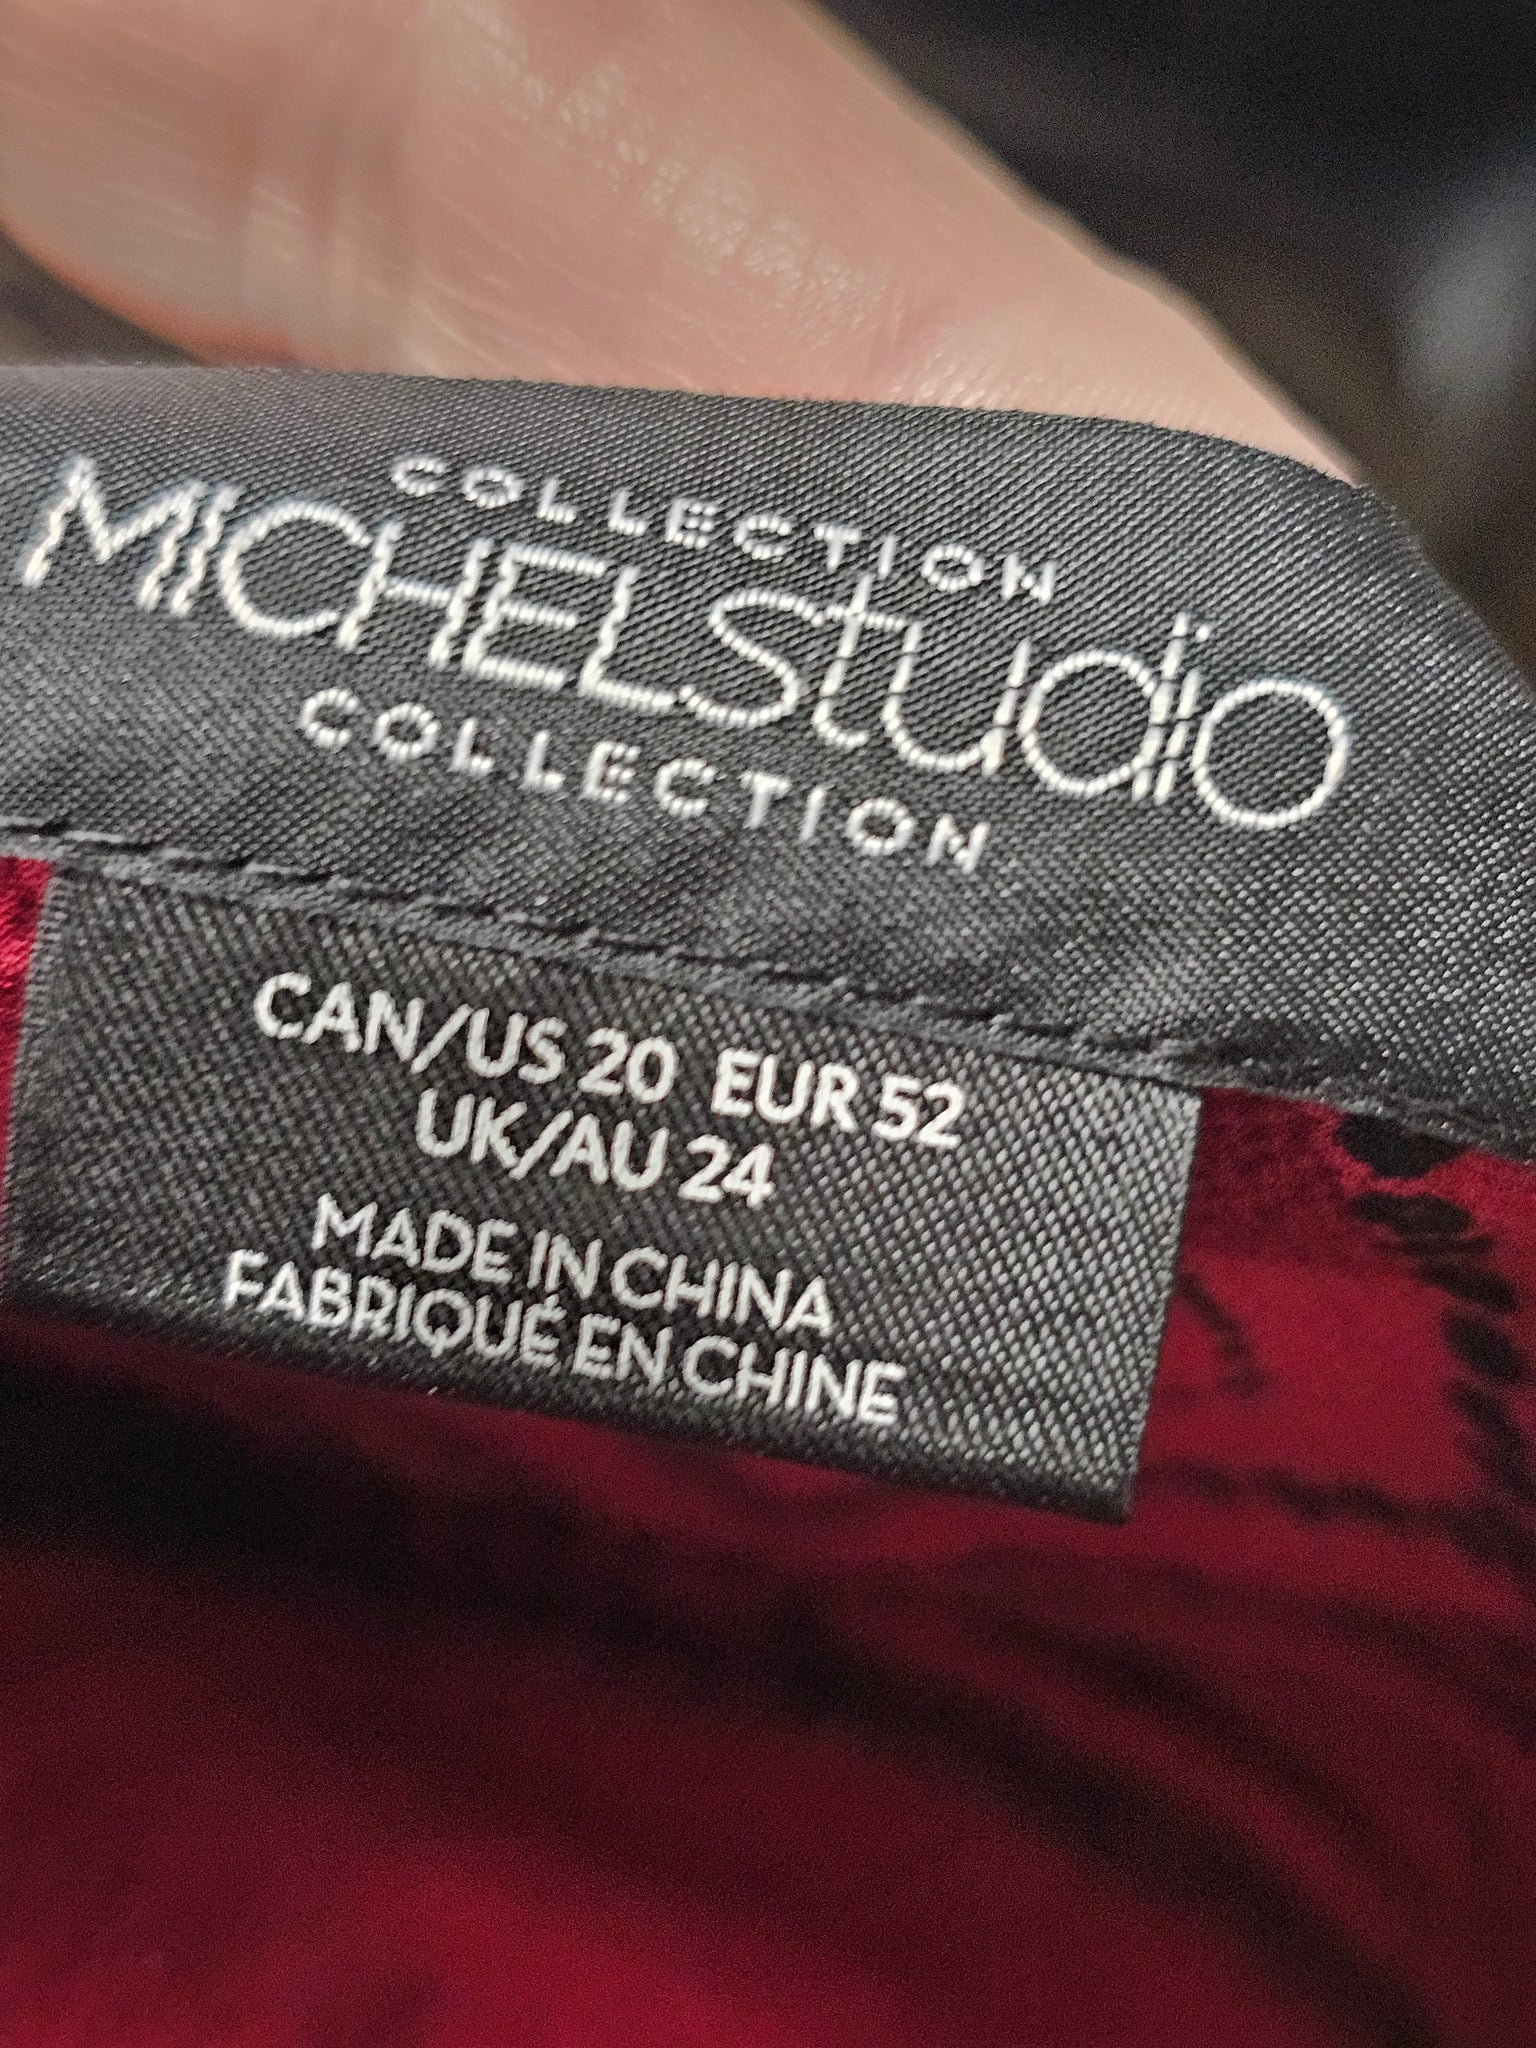 COLLECTION
MICHELStudio
COLLECTION
CAN/US 20 EUR 52
UK/AU 24
MADE IN CHINA
FABRIQUÉ EN CHINE